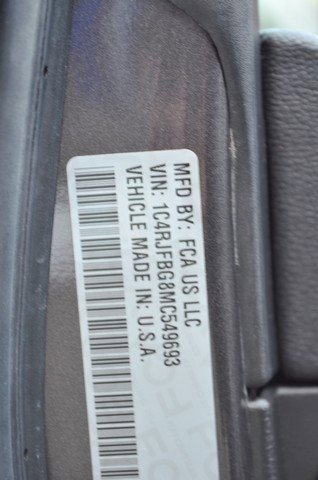 MFD BY: FCA US LLC
VIN: 1C4RJFBG8MC549693
VEHICLE MADE IN: U.S.A.